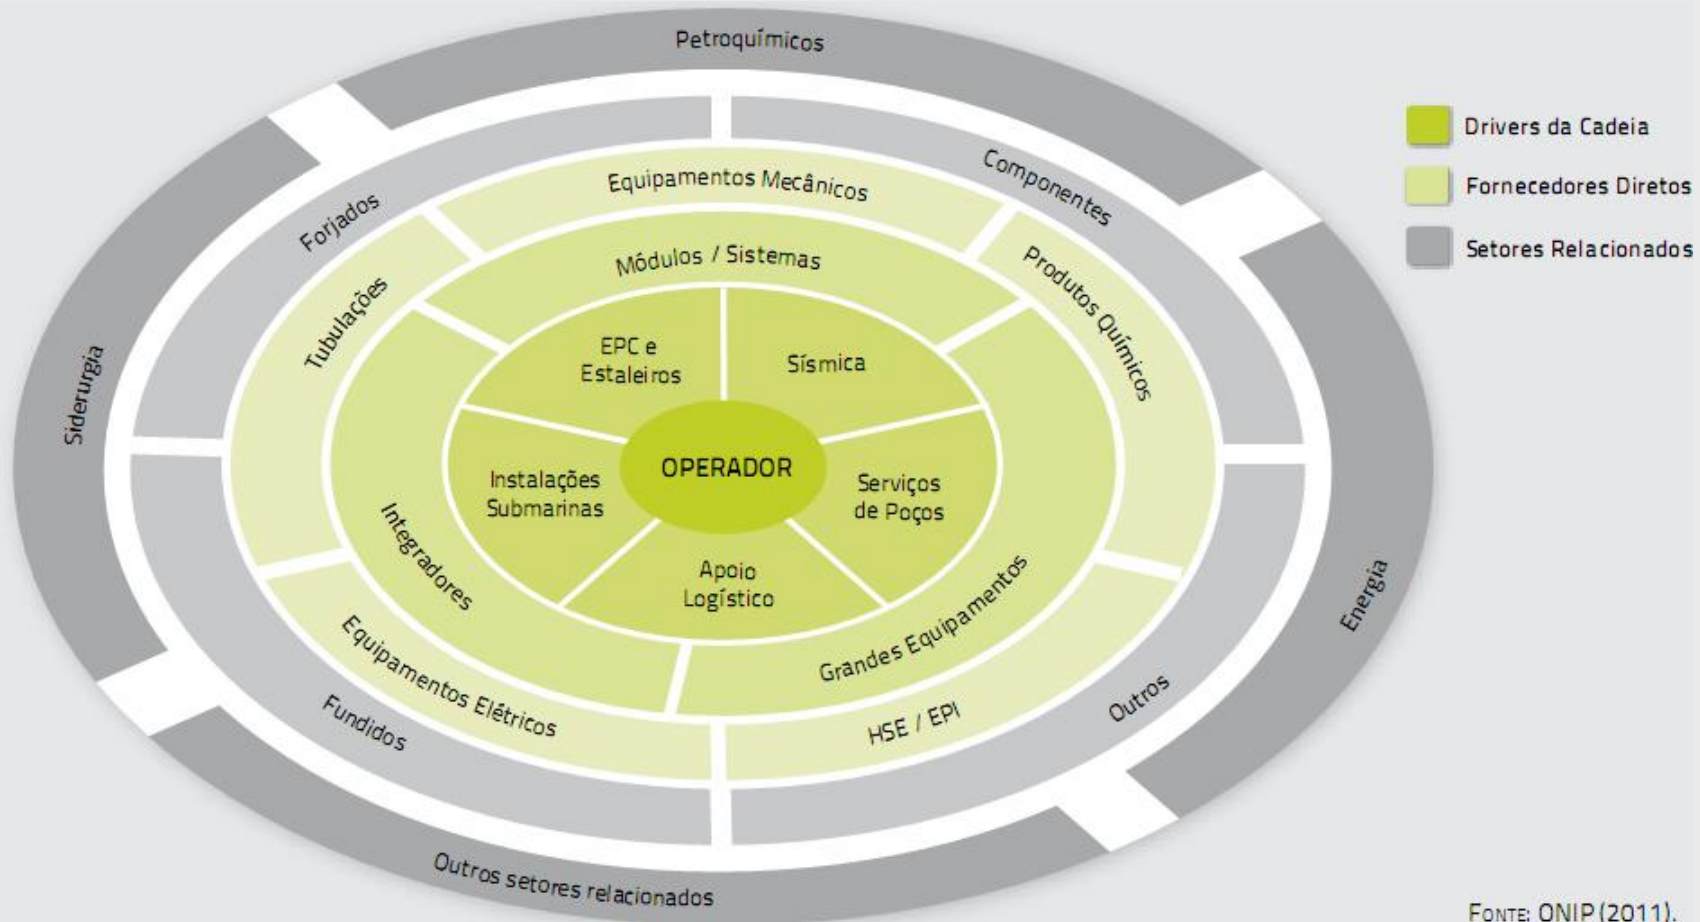 Petroquímicos
Drivers da Cadeia
Fornecedores Diretos
Setores Relacionados
Componentes
Forjados
Equipamentos Mecânicos
Módulos / Sistemas
Produtos Químicos
Tubulações
Siderurgia
EPC e
Estaleiros
Sísmica
OPERADOR
Instalações
Submarinas
Serviços
de Poços
Apoio
Logístico
Integradores
Grandes Equipamentos
Energia
Equipamentos Elétricos
HSE / EPI
Fundidos
Outros
Outros setores relacionados
FONTE: ONIP (2011).